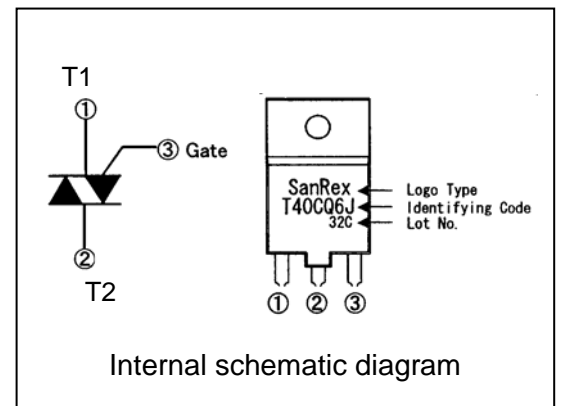 T1
①
③ Gate
②
T2
SanRex
T40CQ6J
32C
Logo Type
Identifying Code
Lot No.
① ② ③
Internal schematic diagram